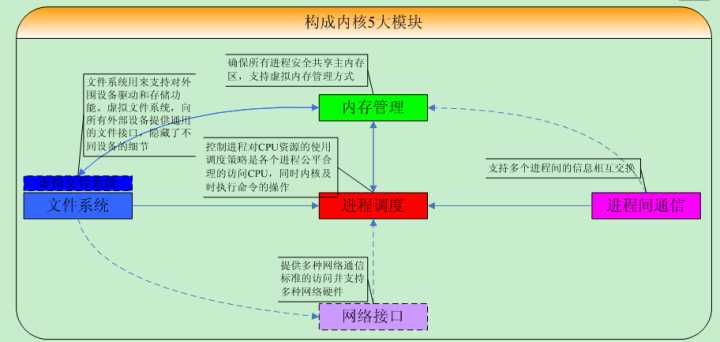 构成内核5大模块
确保所有进程安全共享主内存
区，支持虚拟内存管理方式
文件系统用来支持对外
围设备驱动和存储功
能。虚拟文件系统，向
所有外部设备提供通用
的文件接口，隐藏了不
同设备的细节
内存管理
控制进程对CPU资源的使用
调度策略是各个进程公平合
理的访问CPU，同时内核及
时执行命令的操作
支持多个进程间的信息相互交换
文件系统
进程调度
进程间通信
提供多种网络通信
标准的访问并支持
多种网络硬件
网络接口